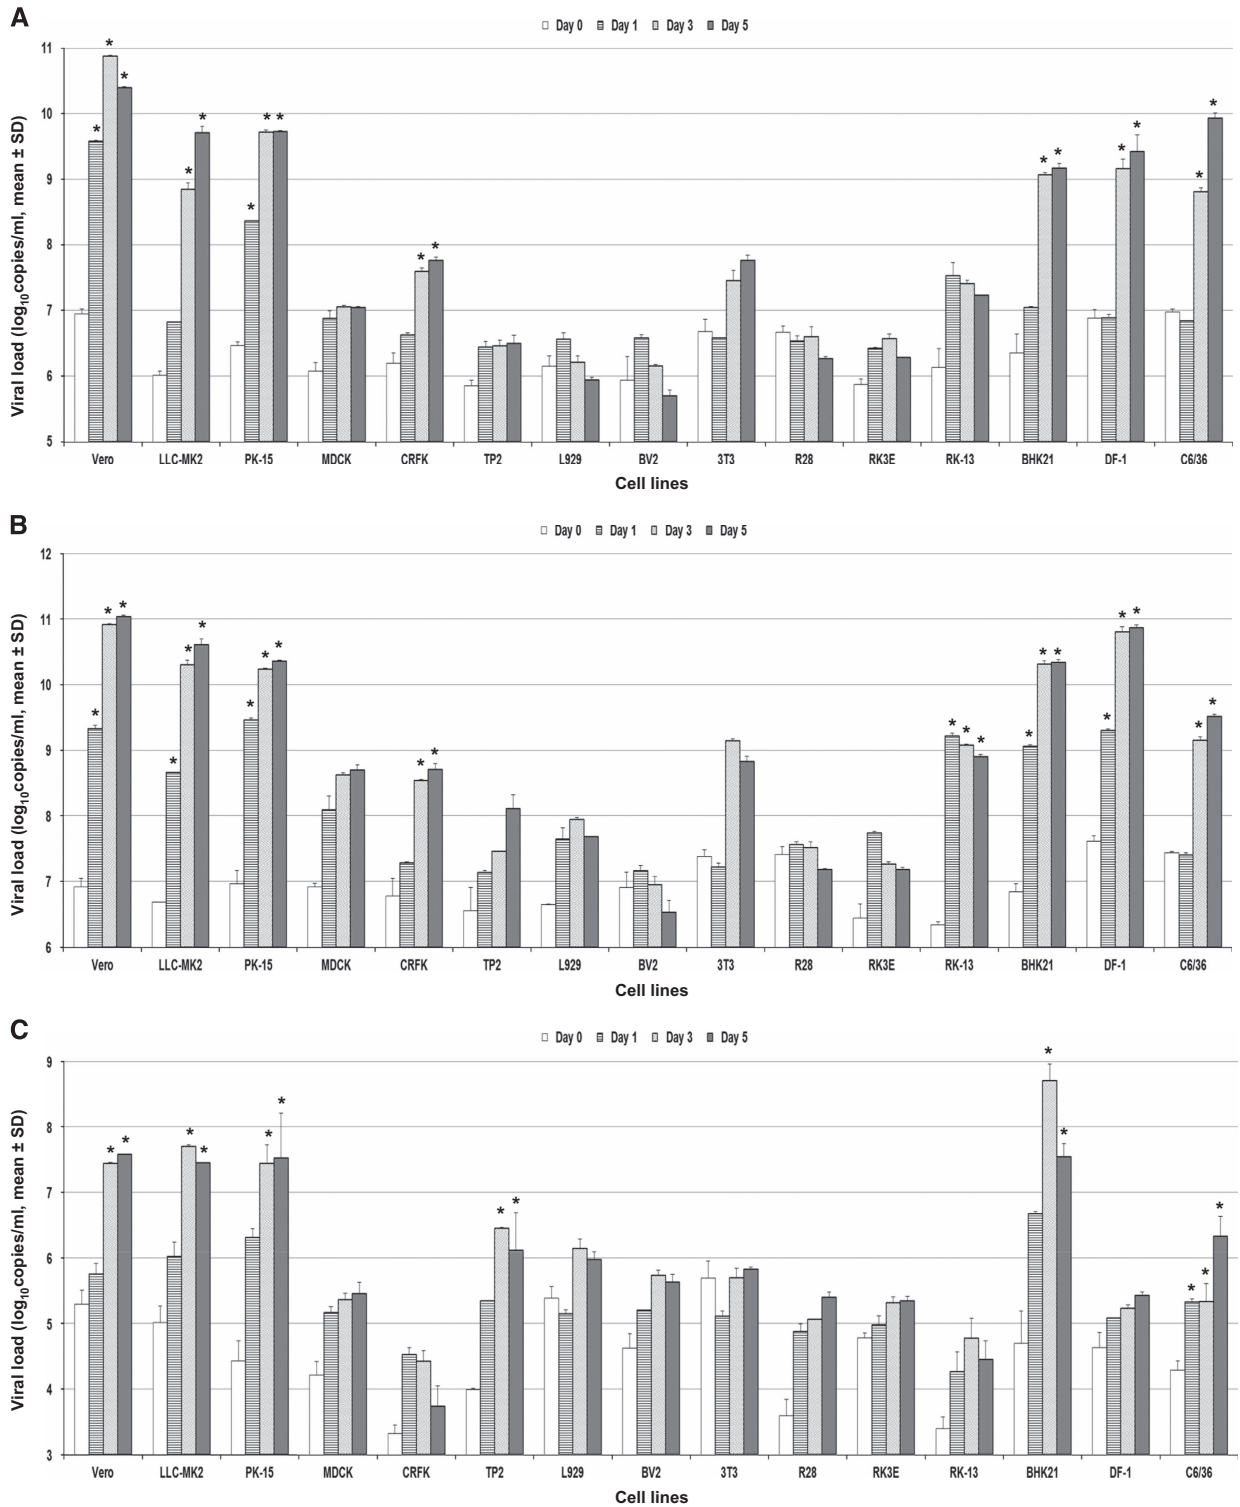 A
Day 0 Day 1 Day 3 Day 5
Viral load (log10copies/ml, mean ± SD)
11
10
9
8
7
6
5
* * * * * * * * * * * * * * * *
Vero LLC-MK2 PK-15 MDCK CRFK TP2 L929 BV2 3T3 R28 RK3E RK-13 BHK21 DF-1 C6/36
Cell lines
B
Day 0 Day 1 Day 3 Day 5
Viral load (log10copies/ml, mean ± SD)
12
11
10
9
8
7
6
* * * * * * * * * * * * * * * * * * * * * *
Vero LLC-MK2 PK-15 MDCK CRFK TP2 L929 BV2 3T3 R28 RK3E RK-13 BHK21 DF-1 C6/36
Cell lines
C
Day 0 Day 1 Day 3 Day 5
Viral load (log10copies/ml, mean ± SD)
9
8
7
6
5
4
3
* * * * * * * * * * * * *
Vero LLC-MK2 PK-15 MDCK CRFK TP2 L929 BV2 3T3 R28 RK3E RK-13 BHK21 DF-1 C6/36
Cell lines